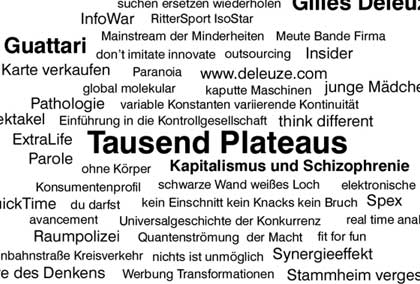 suchen ersetzen wiederholen Gilles Deleuz
InfoWar RitterSport IsoStar
Mainstream der Minderheiten Meute Bande Firma
Guattari don't imitate innovate outsourcing Insider
Karte verkaufen Paranoia www.deleuze.com
global molekular kaputte Maschinen junge Mädche
Pathologie variable Konstanten variierende Kontinuität
ektakel Einführung in die Kontrollgesellschaft think different
ExtraLife Tausend Plateaus
Parole ohne Körper Kapitalismus und Schizophrenie
Konsumentenprofil schwarze Wand weißes Loch elektronische
uickTime du darfst kein Einschnitt kein Knacks kein Bruch Spex
avancement Universalgeschichte der Konkurrenz real time anal
Raumpolizei Quantenströmung der Macht fit for fun
nbahnstraße Kreisverkehr nichts ist unmöglich Synergieeffekt
e des Denkens Werbung Transformationen Stammheim verges